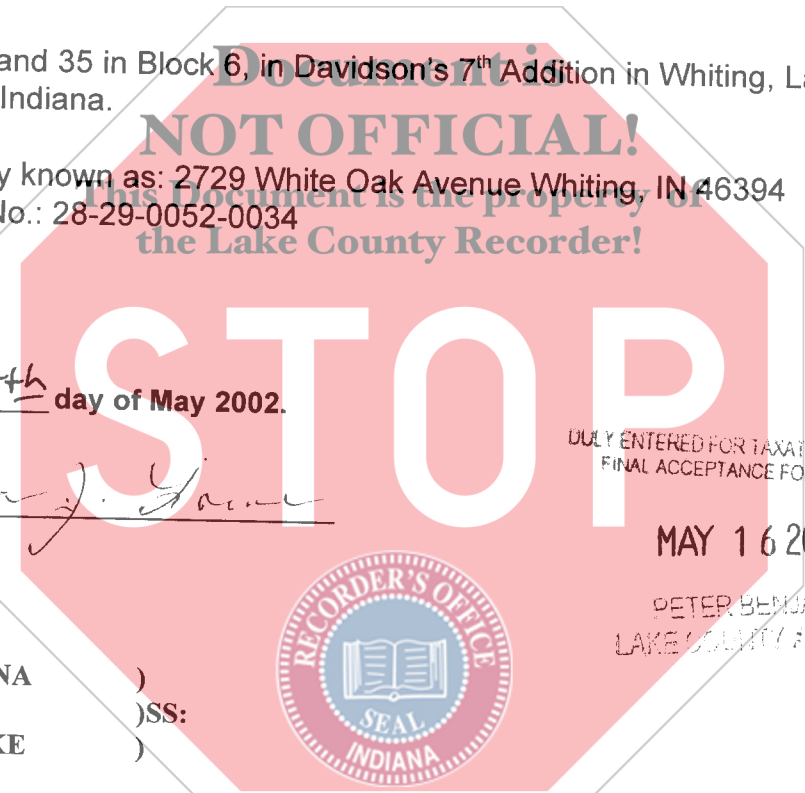 and 35 in Block 6, in Davidson's 7th Addition in Whiting, La
Indiana.
Document is
NOT OFFICIAL!
This Document is the property of
the Lake County Recorder!
y known as: 2729 White Oak Avenue Whiting, IN 46394
No.: 28-29-0052-0034
STOP
th day of May 2002.
DULY ENTERED FOR TAXAT
FINAL ACCEPTANCE FO
MAY 16 20
PETER BENJA
LAKE COUNTY A
RECORDER'S OFFICE
SEAL
INDIANA
NA )
)SS:
KE )